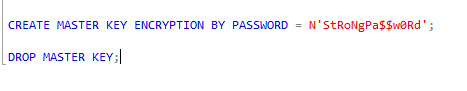 CREATE MASTER KEY ENCRYPTION BY PASSWORD = N'StRoNgPa$$w0Rd';
DROP MASTER KEY;